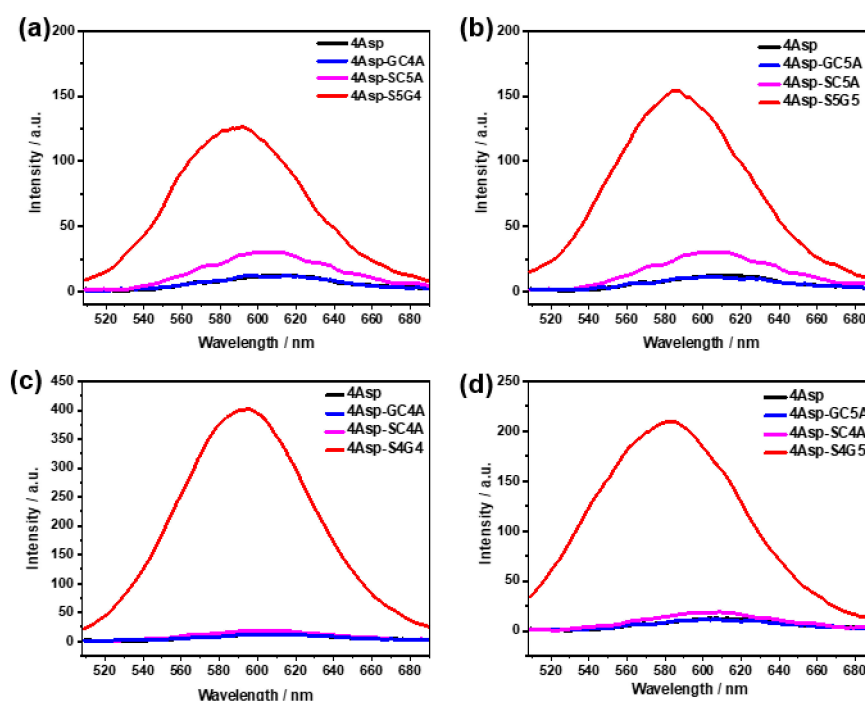 (a)
200
150
100
50
0
Intensity / a.u.
4Asp
4Asp-GC4A
4Asp-SC5A
4Asp-S5G4
520 540 560 580 600 620 640 660 680
Wavelength / nm
(b)
200
150
100
50
0
Intensity / a.u.
4Asp
4Asp-GC5A
4Asp-SC5A
4Asp-S5G5
520 540 560 580 600 620 640 660 680
Wavelength / nm
(c)
450
400
350
300
250
200
150
100
50
0
Intensity / a.u.
4Asp
4Asp-GC4A
4Asp-SC4A
4Asp-S4G4
520 540 560 580 600 620 640 660 680
Wavelength / nm
(d)
250
200
150
100
50
0
Intensity / a.u.
4Asp
4Asp-GC5A
4Asp-SC4A
4Asp-S4G5
520 540 560 580 600 620 640 660 680
Wavelength / nm